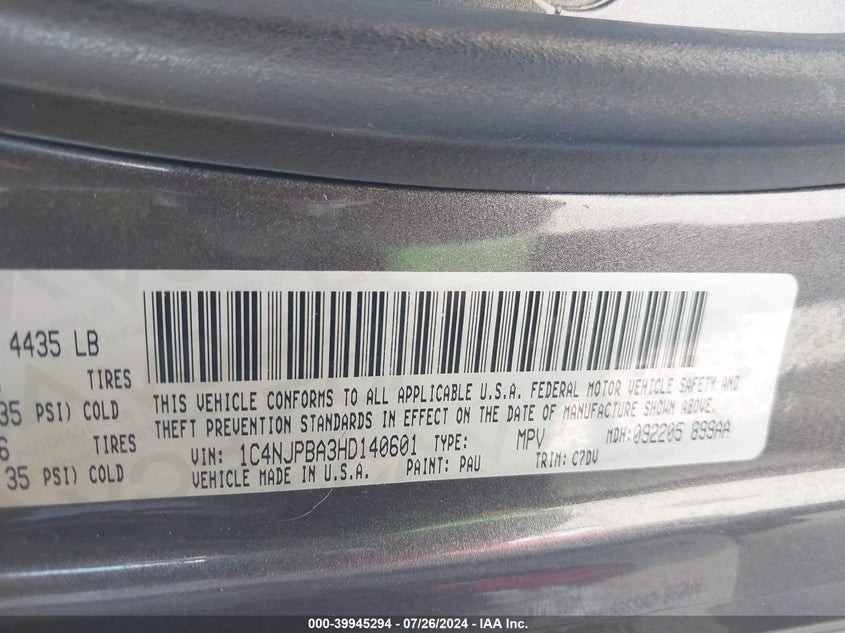 4435 LB
TIRES
35 PSI) COLD
TIRES
35 PSI) COLD
THIS VEHICLE CONFORMS TO ALL APPLICABLE U.S.A. FEDERAL MOTOR VEHICLE SAFETY AND
THEFT PREVENTION STANDARDS IN EFFECT ON THE DATE OF MANUFACTURE SHOWN ABOVE.
VIN: 1C4NJPBA3HD140601 TYPE: MPV MDH:092205 899AA
VEHICLE MADE IN U.S.A. PAINT: PAU TRIM: C7DV
000-39945294 / 07/26/2024 - IAA Inc.